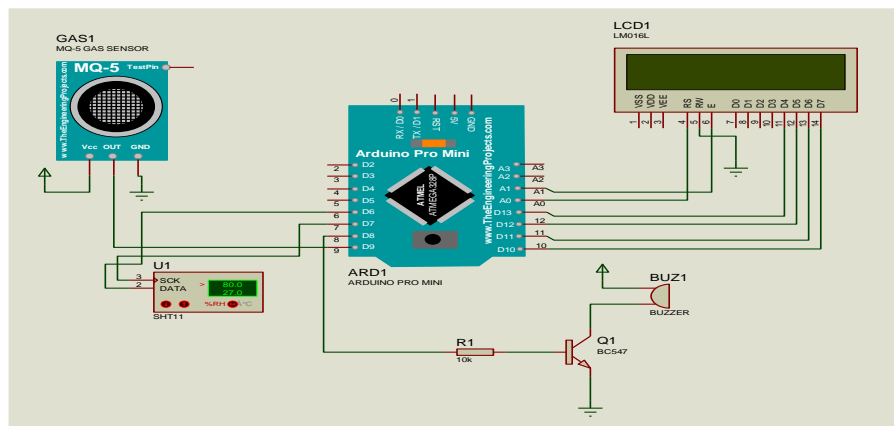 GAS1
MQ-5 GAS SENSOR
MQ-5 TestPin
www.TheEngineeringProjects.com
Vcc OUT GND
LCD1
LM016L
VSS VDD VEE RS RW E D0 D1 D2 D3 D4 D5 D6 D7
1 2 3 4 5 6 7 8 9 10 11 12 13 14
0 1
RX / D0 TX / D1 RST 5V GND
Arduino Pro Mini
www.TheEngineeringProjects.com
ATMEL
ATMEGA328P
2 D2
3 D3
4 D4
5 D5
6 D6
7 D7
8 D8
9 D9
A3 A3
A2 A2
A1 A1
A0 A0
D13
D12 12
D11 11
D10 10
ARD1
ARDUINO PRO MINI
U1
3 SCK
2 DATA
>
80.0
27.0
%RH °C
SHT11
BUZ1
BUZZER
R1
10k
Q1
BC547